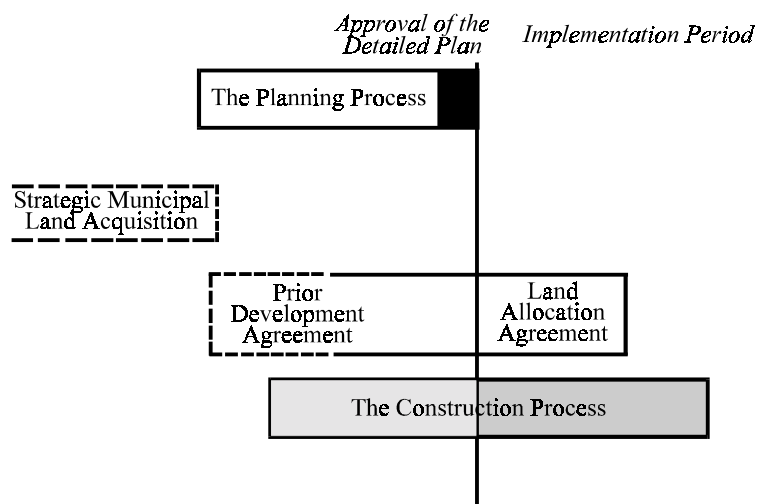 Approval of the
Detailed Plan
Implementation Period
The Planning Process
Strategic Municipal
Land Acquisition
Prior
Development
Agreement
Land
Allocation
Agreement
The Construction Process